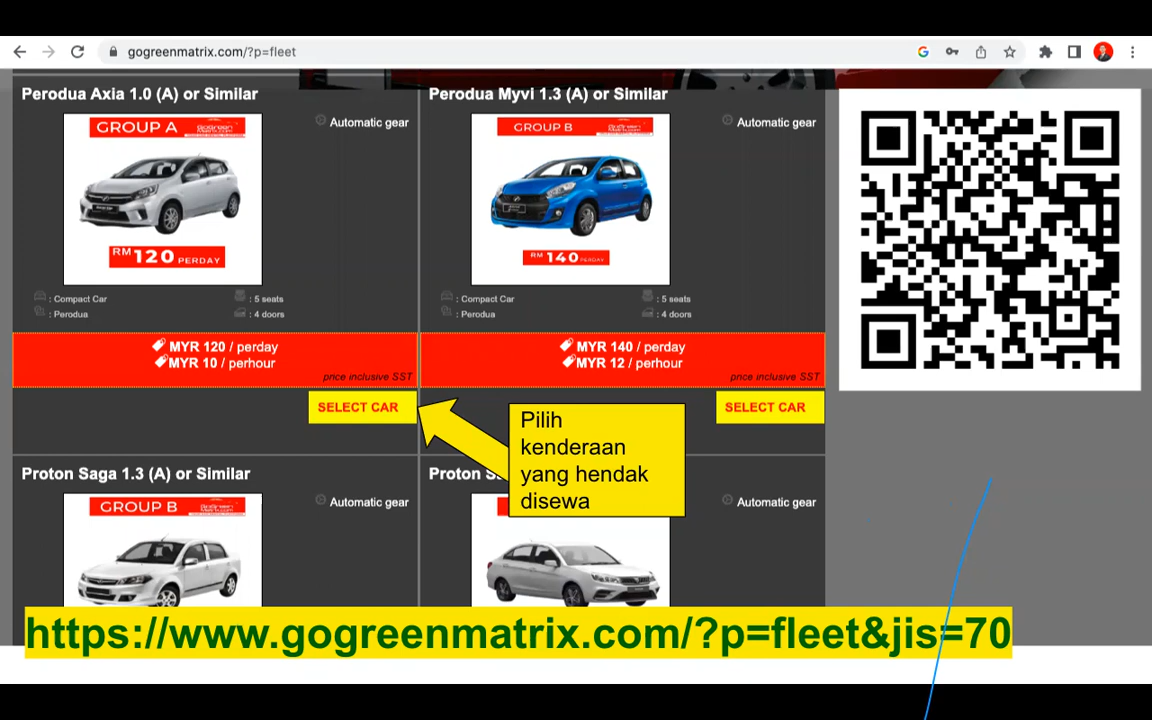 gogreenmatrix.com/?p=fleet
Perodua Axia 1.0 (A) or Similar
GROUP A
Automatic gear
RM120 PERDAY
: Compact Car
: 5 seats
: Perodua
: 4 doors
MYR 120 / perday
MYR 10 / perhour
price inclusive SST
SELECT CAR
Perodua Myvi 1.3 (A) or Similar
GROUP B
Automatic gear
RM 140 PERDAY
: Compact Car
: 5 seats
: Perodua
: 4 doors
MYR 140 / perday
MYR 12 / perhour
price inclusive SST
SELECT CAR
Pilih
kenderaan
yang hendak
disewa
Proton Saga 1.3 (A) or Similar
GROUP B
Automatic gear
Proton
Automatic gear
https://www.gogreenmatrix.com/?p=fleet&jis=70